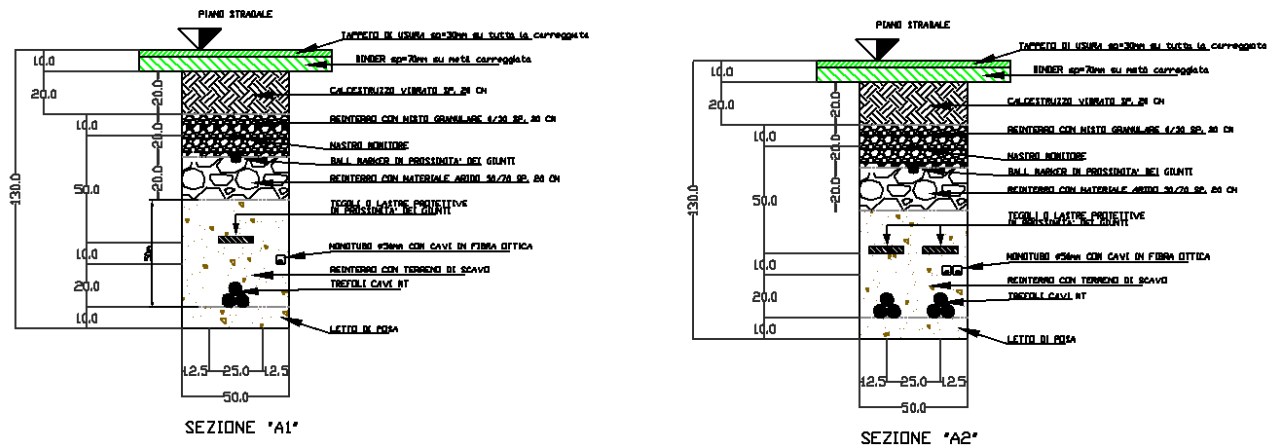 PIANO STRADALE
TAPPETO DI USURA sp=30mm su tutta la carreggiata
BINDER sp=70mm su metà carreggiata
10.0
20.0
20.0
CALCESTRUZZO VIBRATO SP. 20 CM
10.0
20.0
REINTERRO CON MISTO GRANULARE 0/30 SP. 20 CM
NASTRO MONITORE
BALL MARKER IN PROSSIMITA' DEI GIUNTI
130.0
50.0
20.0
REINTERRO CON MATERIALE ARIDO 50/70 SP. 20 CM
TEGOLI O LASTRE PROTETTIVE
IN PROSSIMITA' DEI GIUNTI
10.0
MONOTUBO ø50mm CON CAVI IN FIBRA OTTICA
REINTERRO CON TERRENO DI SCAVO
20.0
TREFOLI CAVI MT
10.0
LETTO DI POSA
12.5
25.0
12.5
50.0
SEZIONE "A1"
PIANO STRADALE
TAPPETO DI USURA sp=30mm su tutta la carreggiata
BINDER sp=70mm su metà carreggiata
10.0
20.0
20.0
CALCESTRUZZO VIBRATO SP. 20 CM
10.0
20.0
REINTERRO CON MISTO GRANULARE 0/30 SP. 20 CM
NASTRO MONITORE
BALL MARKER IN PROSSIMITA' DEI GIUNTI
130.0
50.0
20.0
REINTERRO CON MATERIALE ARIDO 50/70 SP. 20 CM
TEGOLI O LASTRE PROTETTIVE
IN PROSSIMITA' DEI GIUNTI
10.0
MONOTUBO ø50mm CON CAVI IN FIBRA OTTICA
REINTERRO CON TERRENO DI SCAVO
20.0
TREFOLI CAVI MT
10.0
LETTO DI POSA
12.5
25.0
12.5
50.0
SEZIONE "A2"